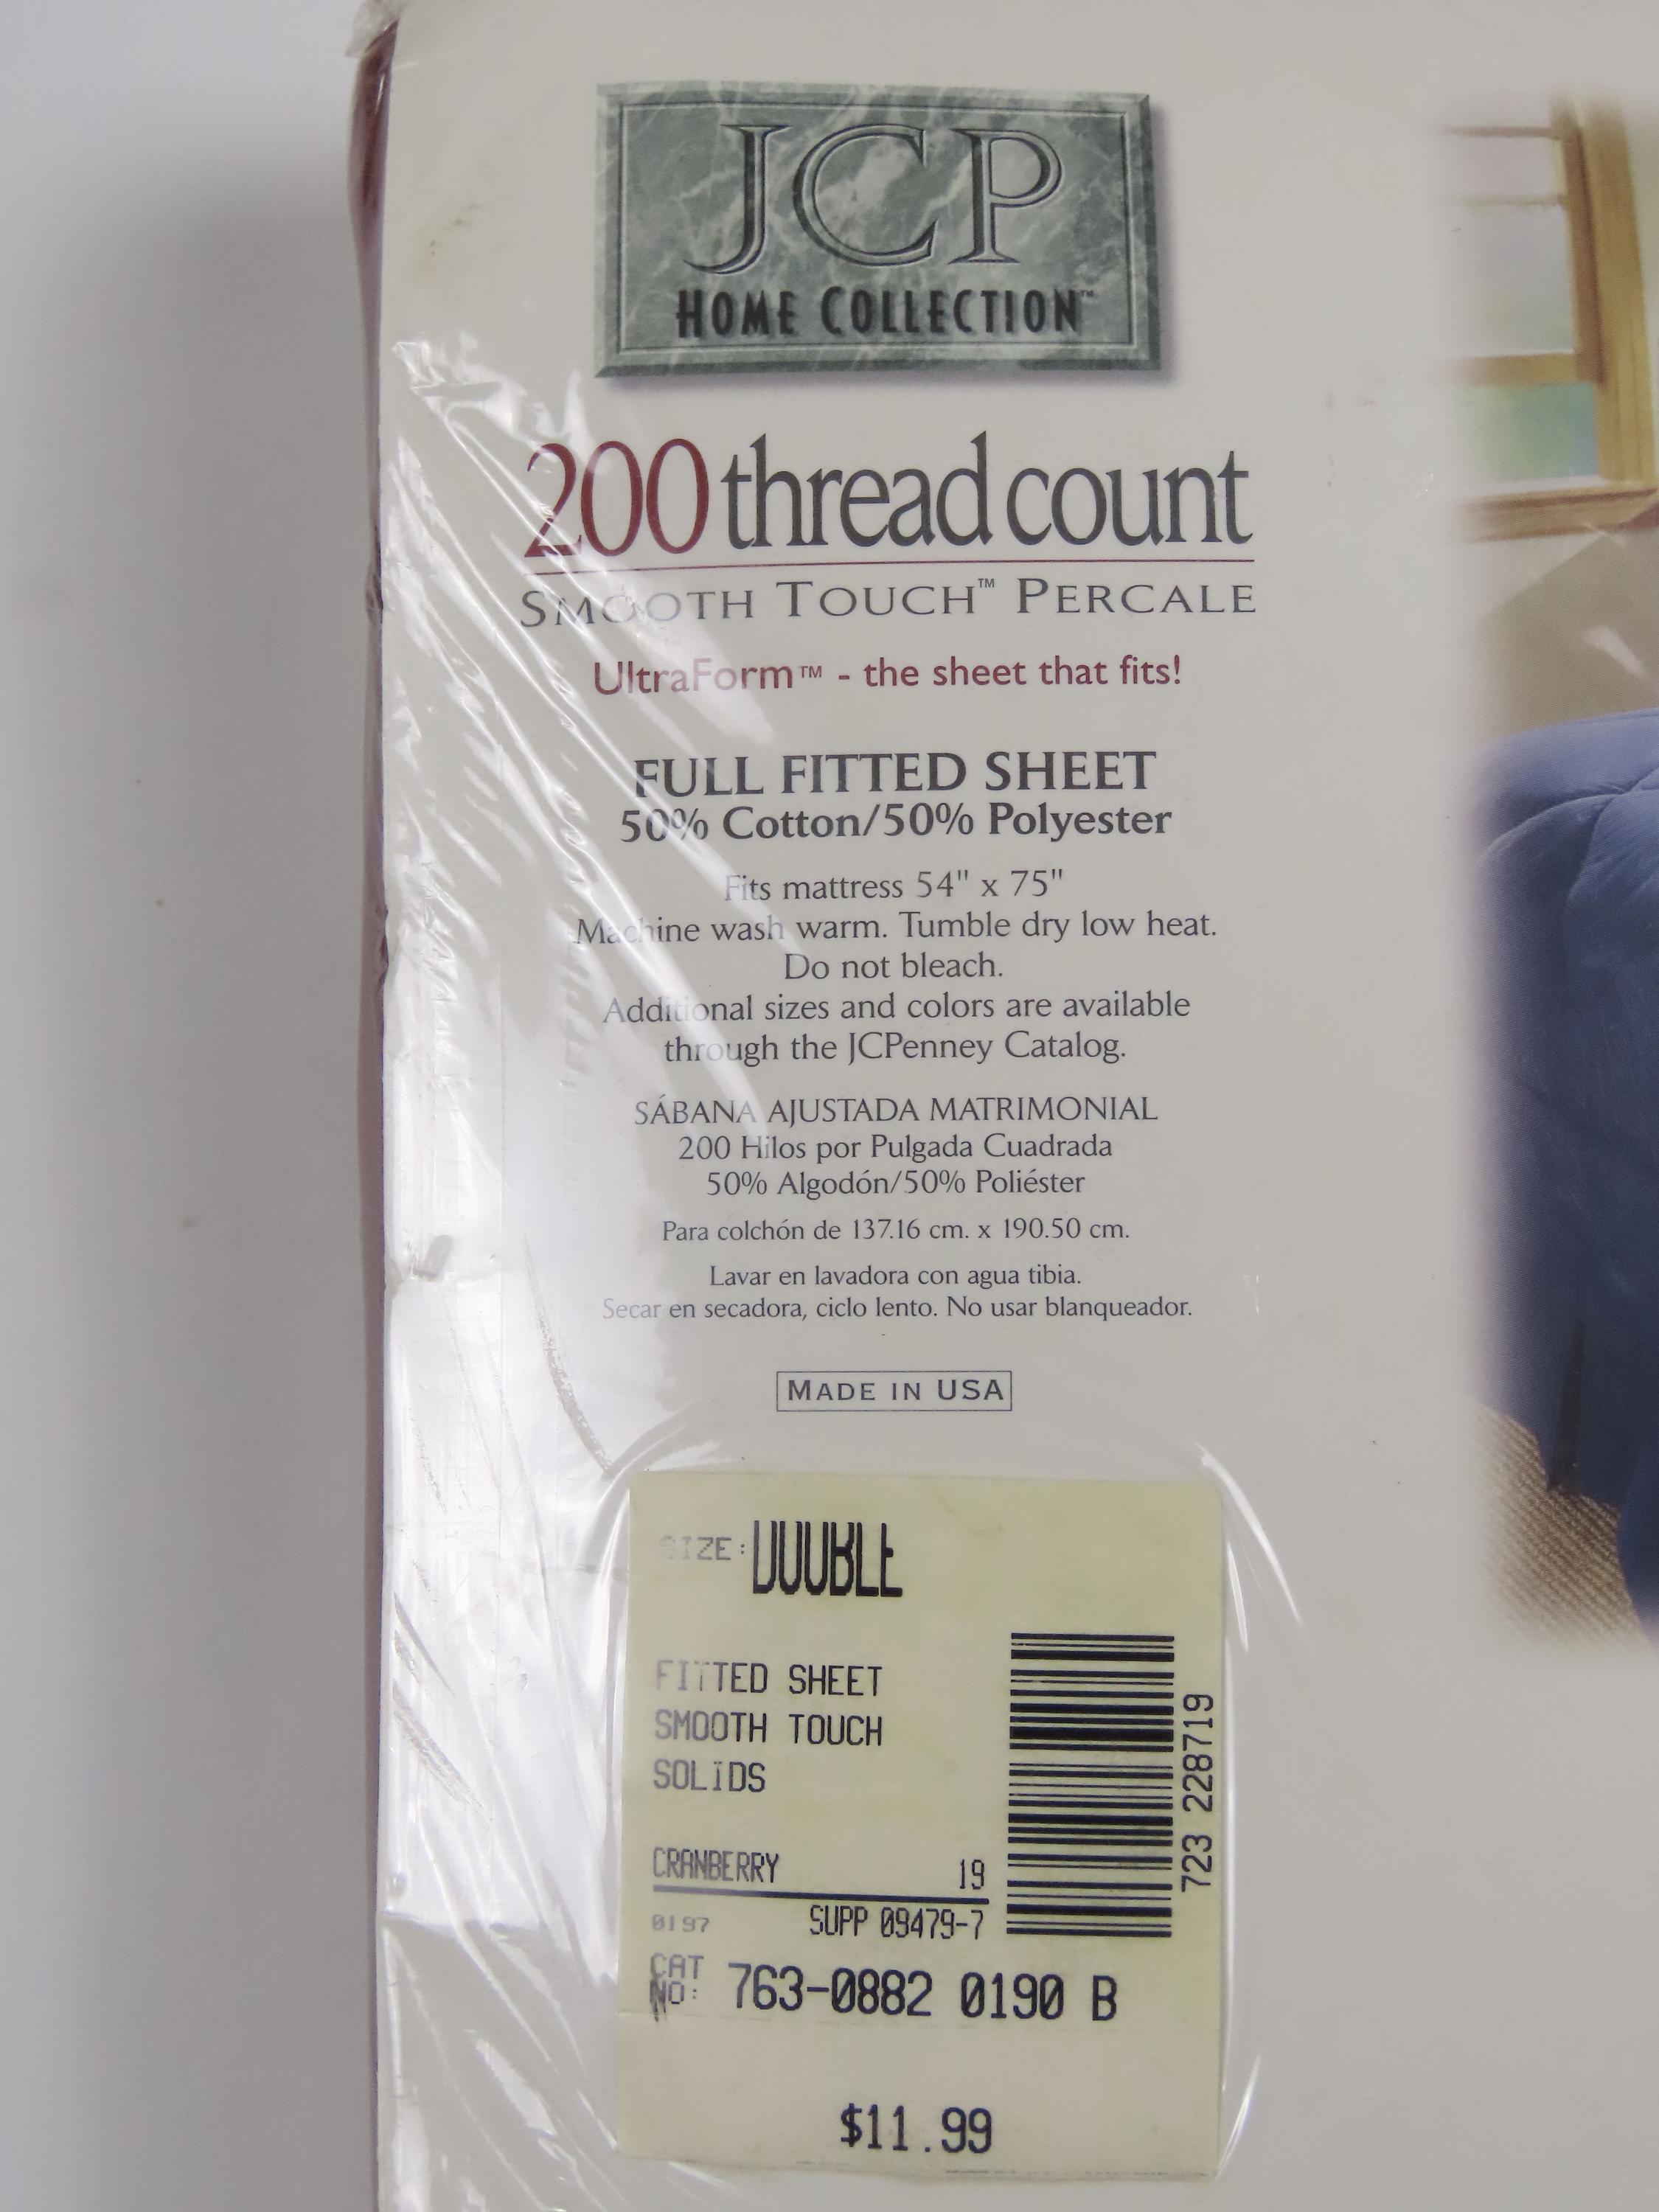 JCP
HOME COLLECTION™
200 thread count
SMOOTH TOUCH™ PERCALE
UltraForm™ - the sheet that fits!
FULL FITTED SHEET
50% Cotton/50% Polyester
Fits mattress 54" x 75"
Machine wash warm. Tumble dry low heat.
Do not bleach.
Additional sizes and colors are available
through the JCPenney Catalog.
SÁBANA AJUSTADA MATRIMONIAL
200 Hilos por Pulgada Cuadrada
50% Algodón/50% Poliéster
Para colchón de 137.16 cm. x 190.50 cm.
Lavar en lavadora con agua tibia.
Secar en secadora, ciclo lento. No usar blanqueador.
MADE IN USA
SIZE: DOUBLE
FITTED SHEET
SMOOTH TOUCH
SOLIDS
CRANBERRY 19
0197 SUPP 09479-7
CAT
NO: 763-0882 0190 B
$11.99
723 228719